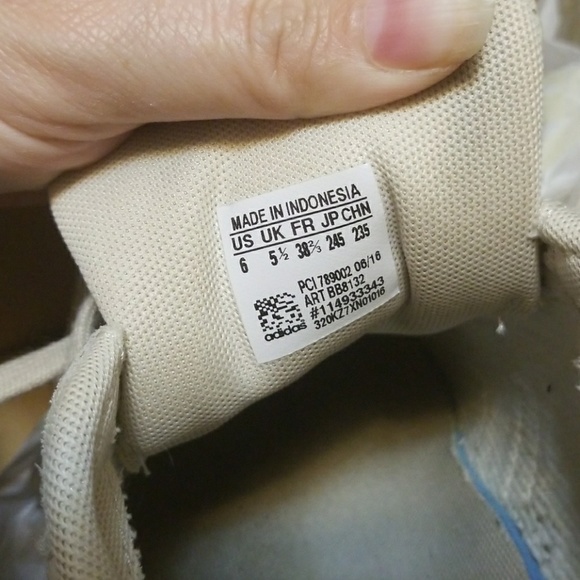 MADE IN INDONESIA
US UK FR JP CHN
6 5½ 38⅔ 245 235
PCI 789002 06/16
ART BB8132
#114933343
320KZ7XN01016
adidas